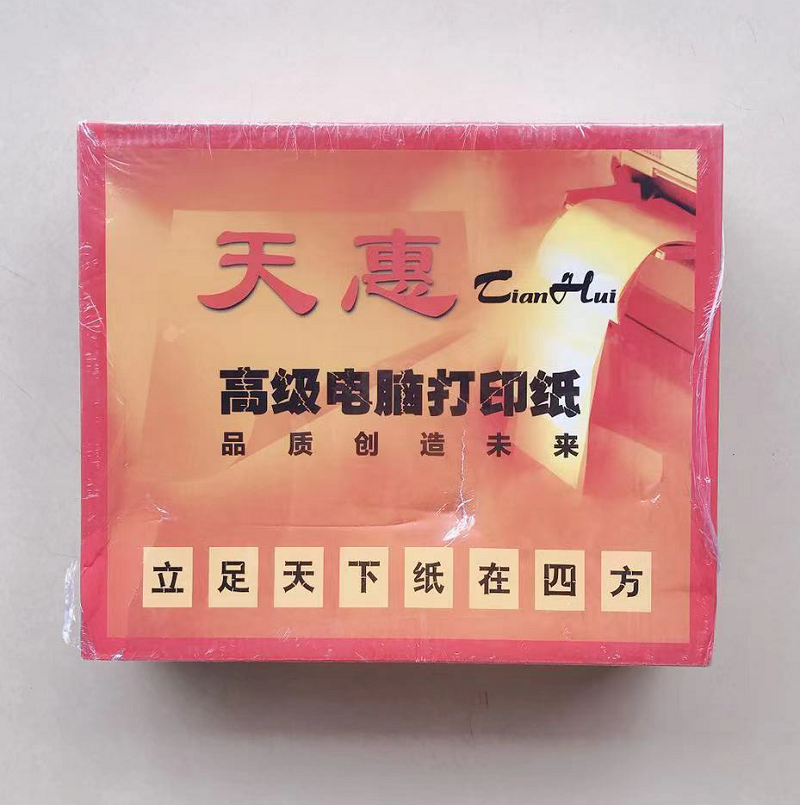 天惠 TianHui
高级电脑打印纸
品质创造未来
立足天下纸在四方